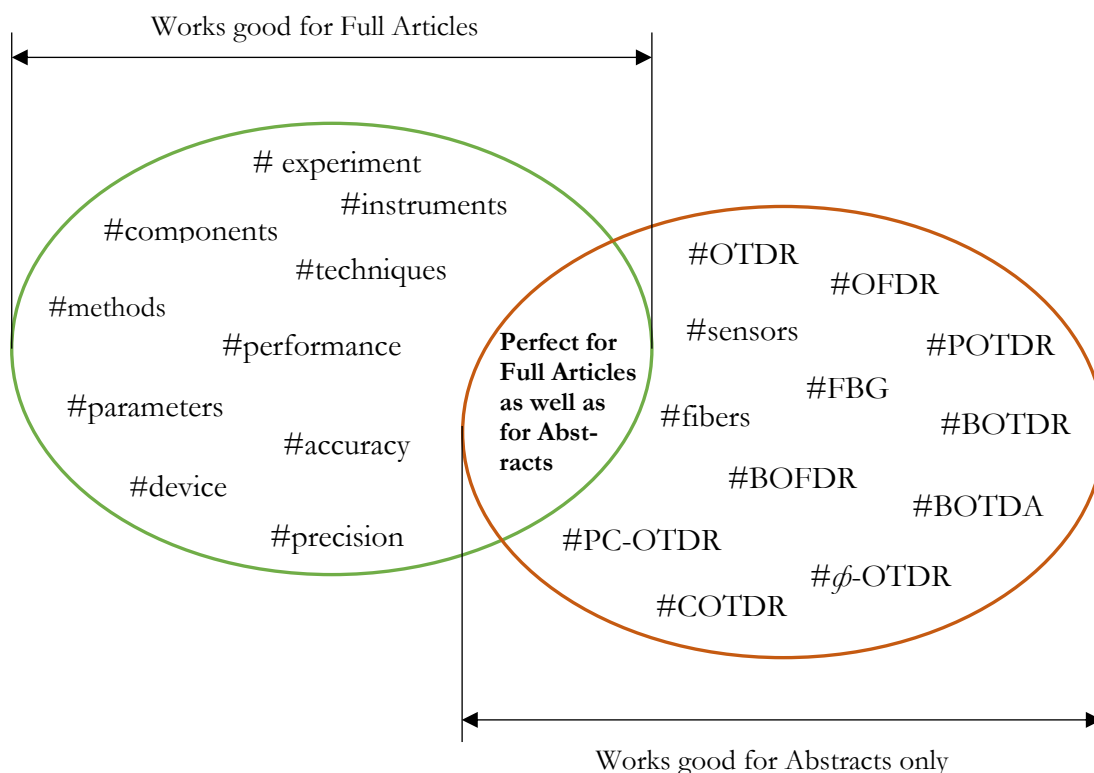 Works good for Full Articles
# experiment
#instruments
#components
#techniques
#methods
#performance
#parameters
#accuracy
#device
#precision
Perfect for
Full Articles
as well as
for Abst-
racts
#OTDR
#OFDR
#sensors
#POTDR
#FBG
#fibers
#BOTDR
#BOFDR
#BOTDA
#PC-OTDR
#ϕ-OTDR
#COTDR
Works good for Abstracts only